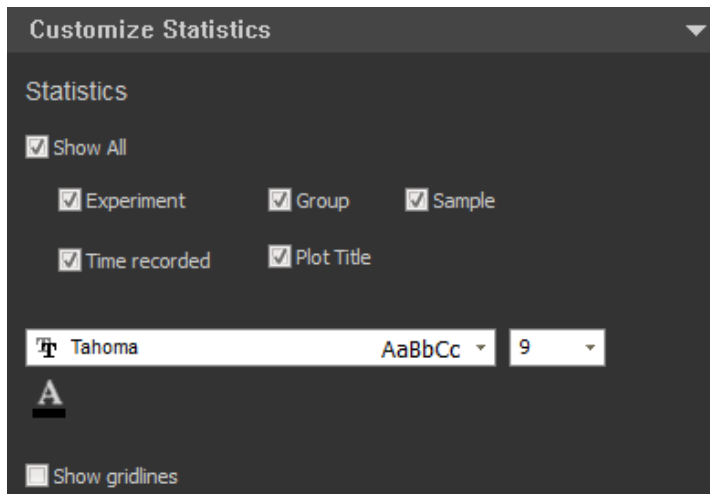 Customize Statistics
Statistics
Show All
Experiment Group Sample
Time recorded Plot Title
Tahoma AaBbCc 9
A
Show gridlines